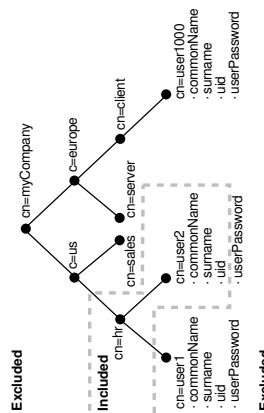 Excluded
cn=myCompany
c=us
c=europe
Included
cn=hr
cn=sales
cn=server
cn=client
cn=user1
· commonName
· surname
· uid
· userPassword
cn=user2
· commonName
· surname
· uid
· userPassword
cn=user1000
· commonName
· surname
· uid
· userPassword
Excluded